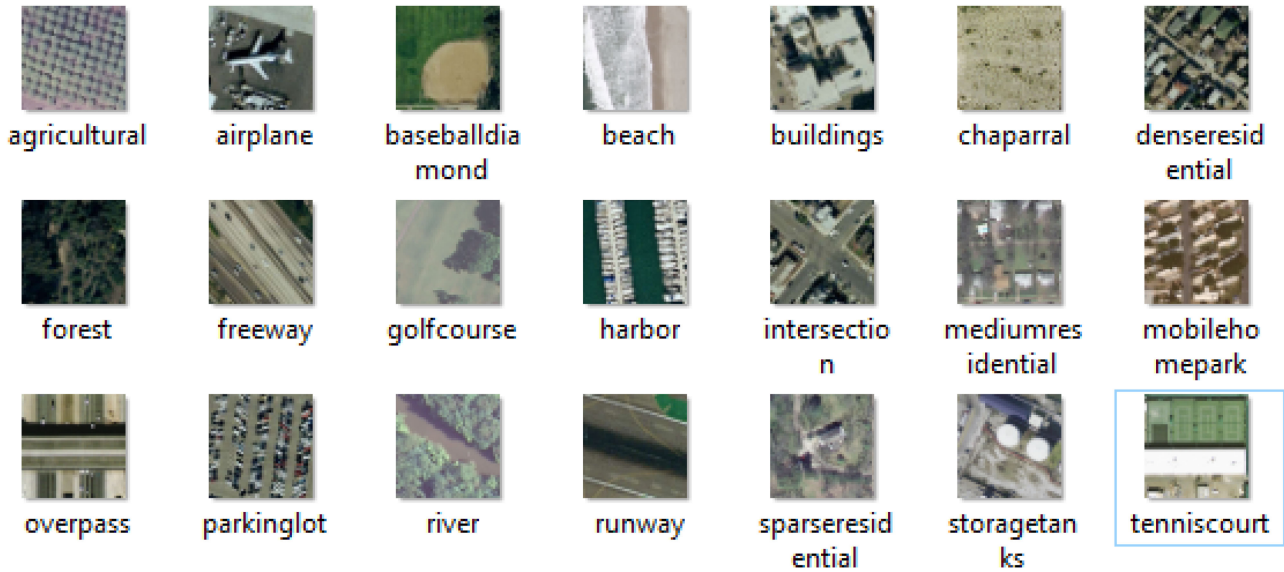 agricultural
airplane
baseballdia
mond
beach
buildings
chaparral
denseresid
ential
forest
freeway
golfcourse
harbor
intersectio
n
mediumres
idential
mobileho
mepark
overpass
parkinglot
river
runway
sparseresid
ential
storagetan
ks
tenniscourt